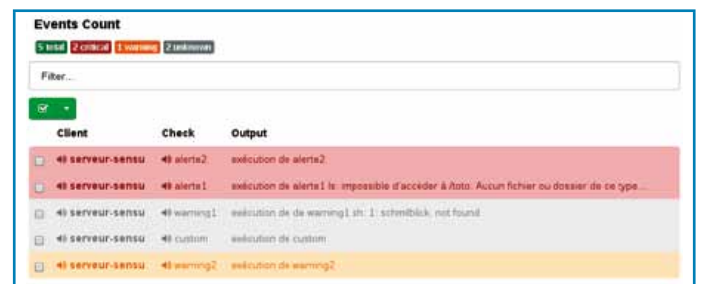 Events Count
5 total 2 critical 1 warning 2 unknown
Filter...
Client Check Output
serveur-sensu alerte2 exécution de alerte2
serveur-sensu alerte1 exécution de alerte1 ls: impossible d'accéder à /toto: Aucun fichier ou dossier de ce type...
serveur-sensu warning1 exécution de de warning1 sh: 1: schmilblick: not found
serveur-sensu custom exécution de custom
serveur-sensu warning2 exécution de warning2